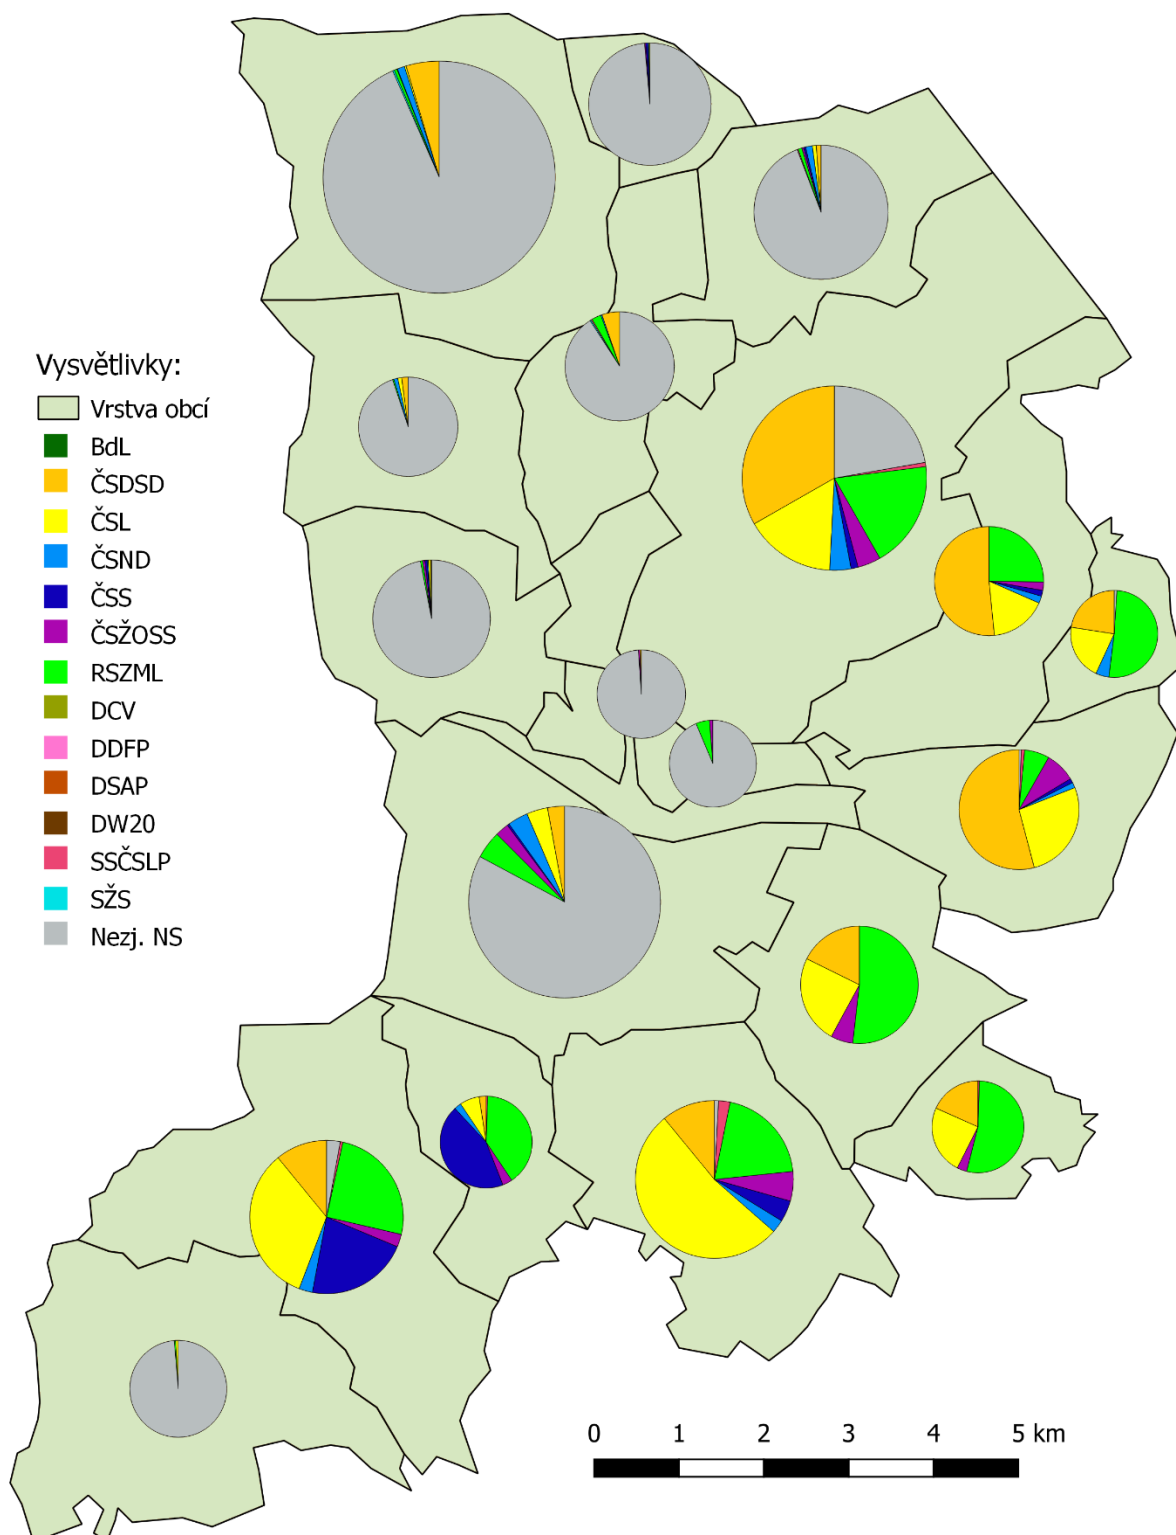 Vysvětlivky:
Vrstva obcí
BdL
ČSDSD
ČSL
ČSND
ČSS
ČSŽOSS
RSZML
DCV
DDFP
DSAP
DW20
SSČSLP
SŽS
Nezj. NS
0 1 2 3 4 5 km